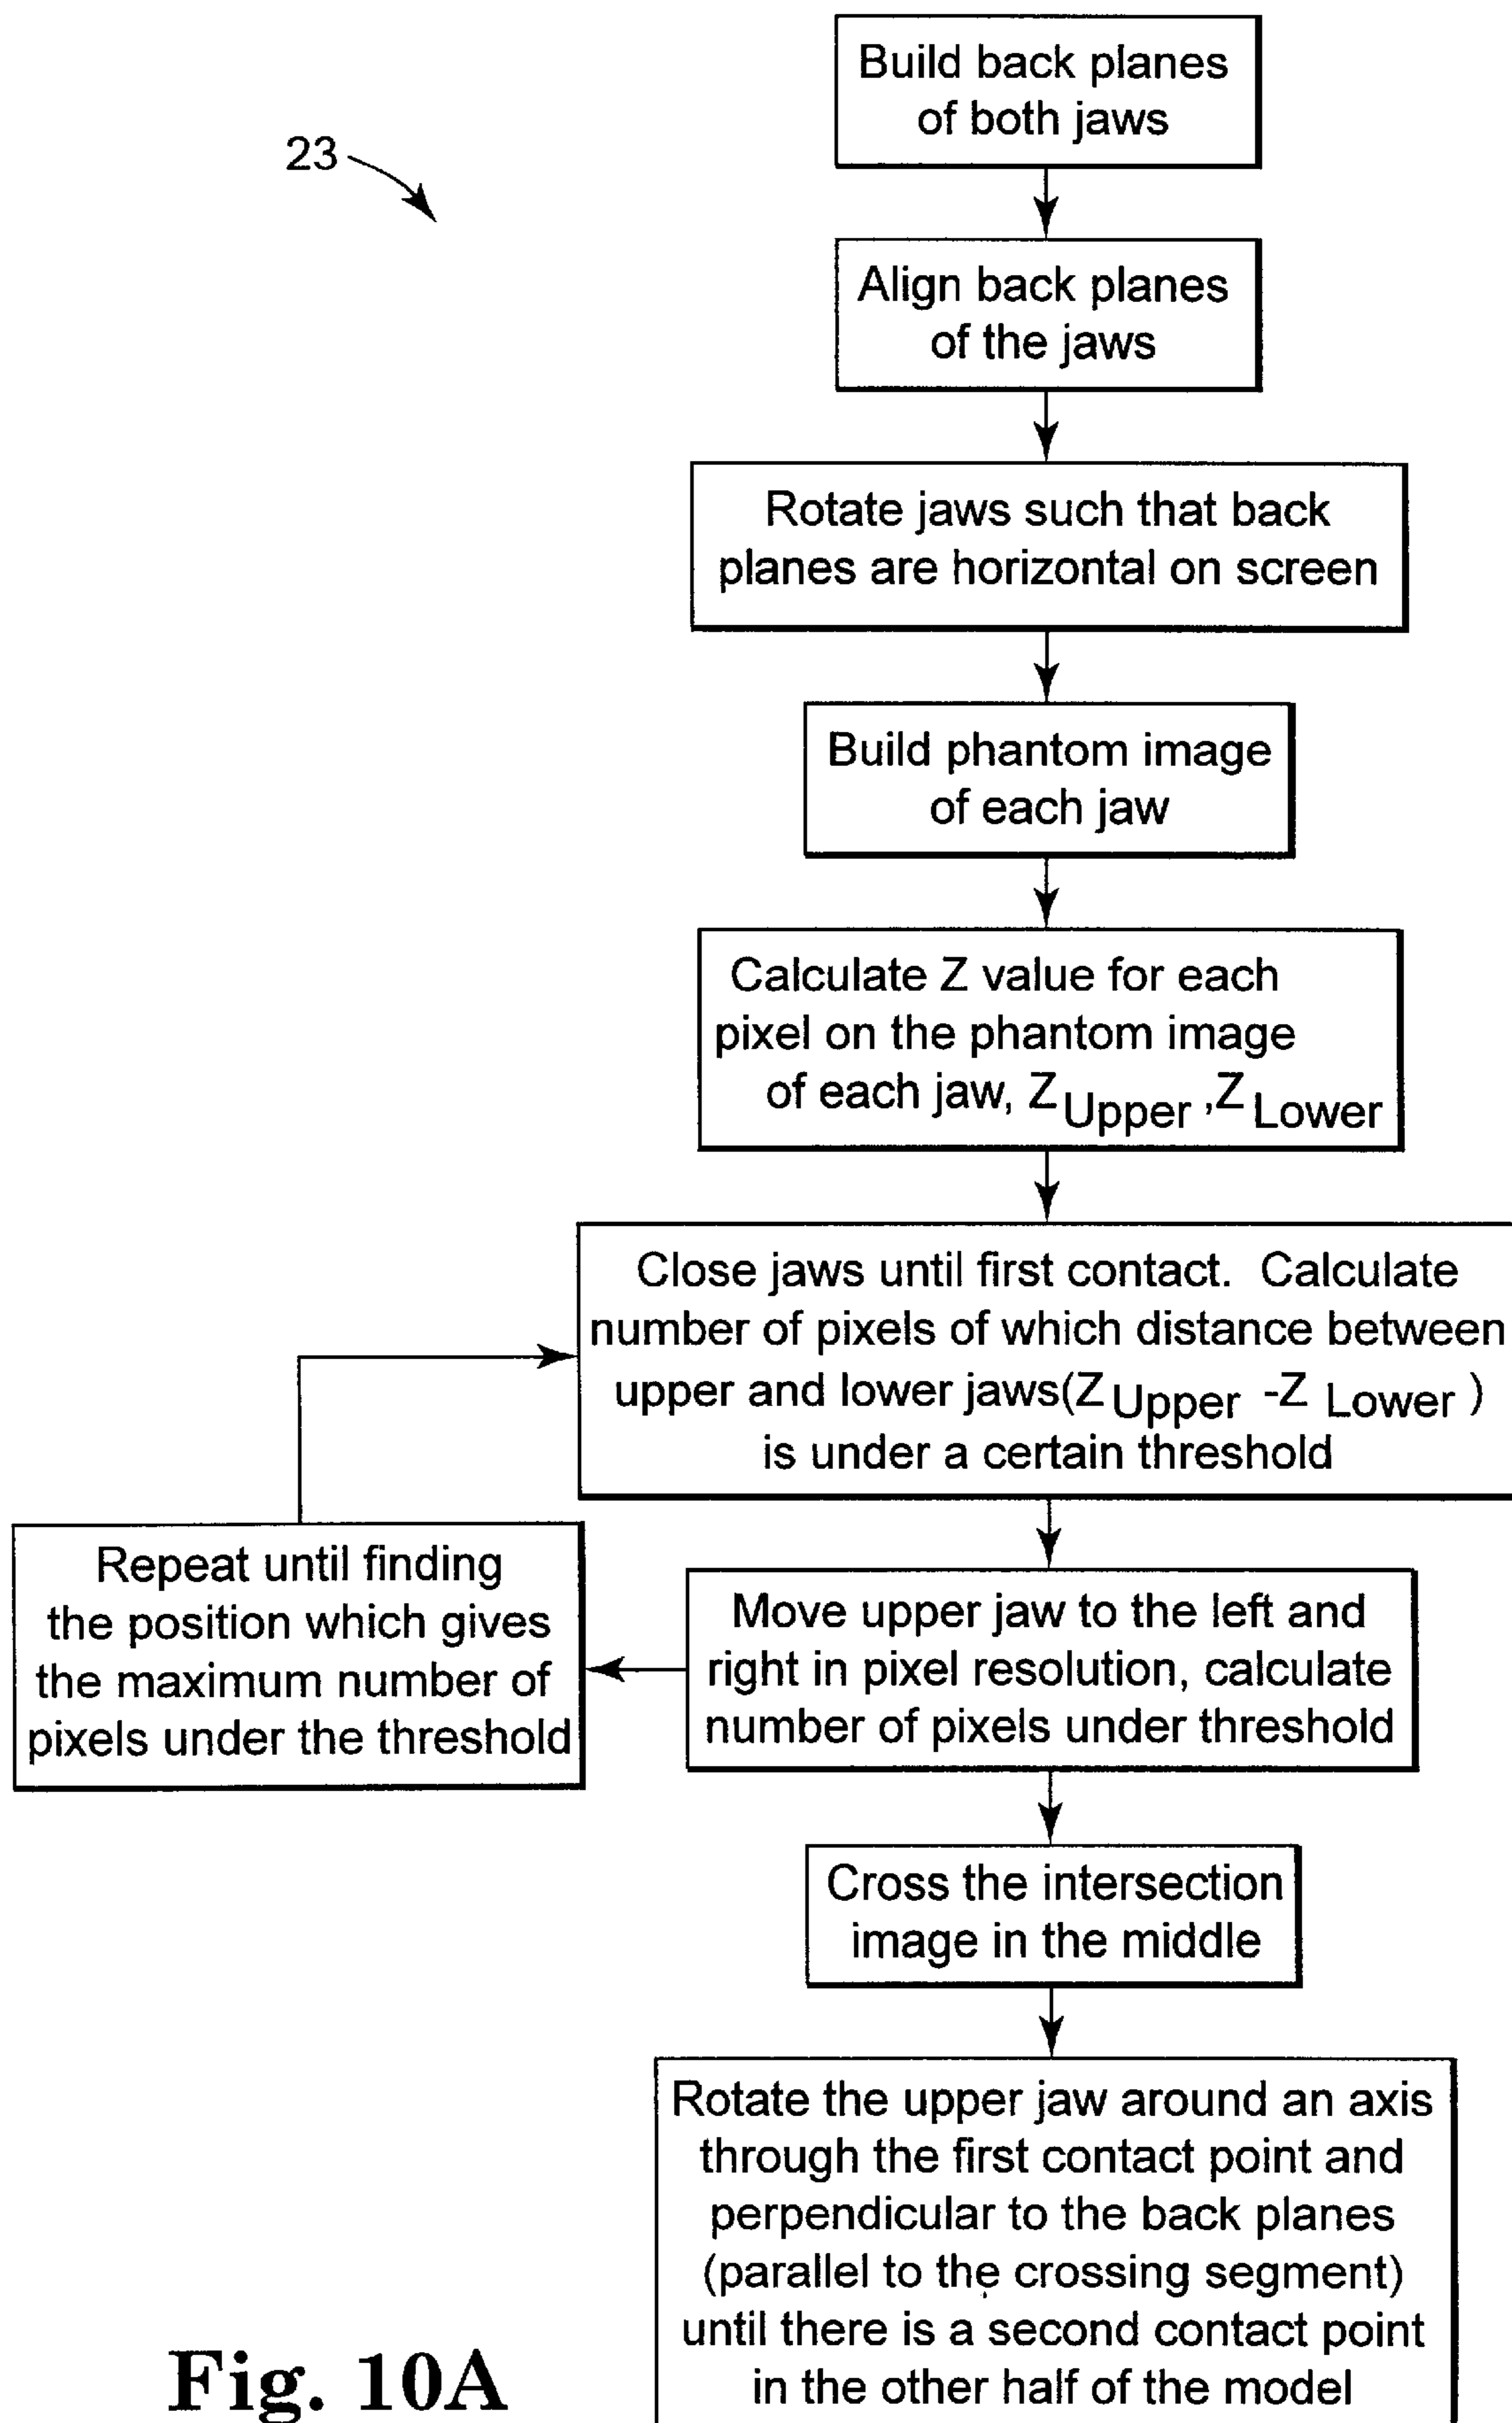 Build back planes
of both jaws
23
Align back planes
of the jaws
Rotate jaws such that back
planes are horizontal on screen
Build phantom image
of each jaw
Calculate Z value for each
pixel on the phantom image
of each jaw, Z Upper ,Z Lower
Close jaws until first contact. Calculate
number of pixels of which distance between
upper and lower jaws(Z Upper -Z Lower )
is under a certain threshold
Repeat until finding
the position which gives
the maximum number of
pixels under the threshold
Move upper jaw to the left and
right in pixel resolution, calculate
number of pixels under threshold
Cross the intersection
image in the middle
Rotate the upper jaw around an axis
through the first contact point and
perpendicular to the back planes
(parallel to the crossing segment)
until there is a second contact point
in the other half of the model
Fig. 10A